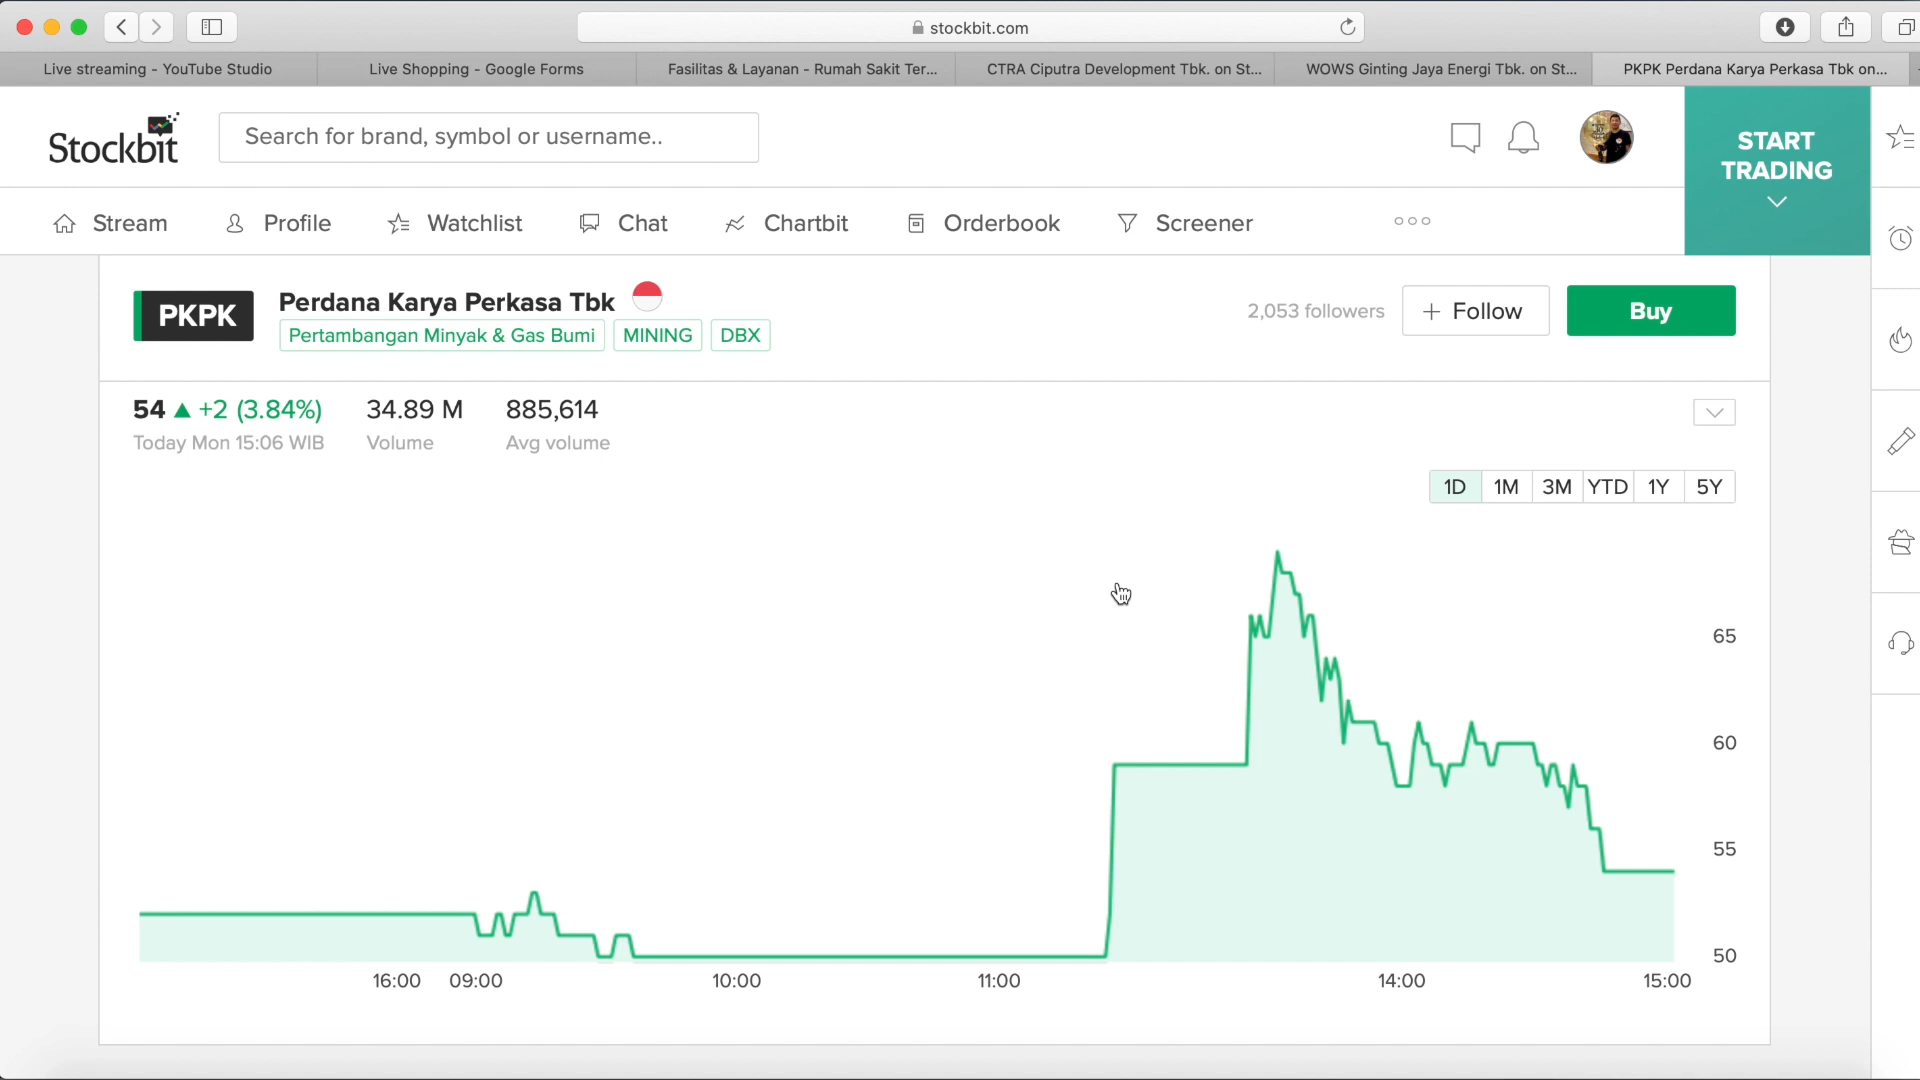 stockbit.com
Live streaming - YouTube Studio
Live Shopping - Google Forms
Fasilitas & Layanan - Rumah Sakit Ter...
CTRA Ciputra Development Tbk. on St...
WOWS Ginting Jaya Energi Tbk. on St...
PKPK Perdana Karya Perkasa Tbk on...
Stockbit
Search for brand, symbol or username..
START
TRADING
Stream
Profile
Watchlist
Chat
Chartbit
Orderbook
Screener
PKPK
Perdana Karya Perkasa Tbk
Pertambangan Minyak & Gas Bumi
MINING
DBX
2,053 followers
+ Follow
Buy
54 ▲ +2 (3.84%)
34.89 M
885,614
Today Mon 15:06 WIB
Volume
Avg volume
1D
1M
3M
YTD
1Y
5Y
65
60
55
50
16:00
09:00
10:00
11:00
14:00
15:00